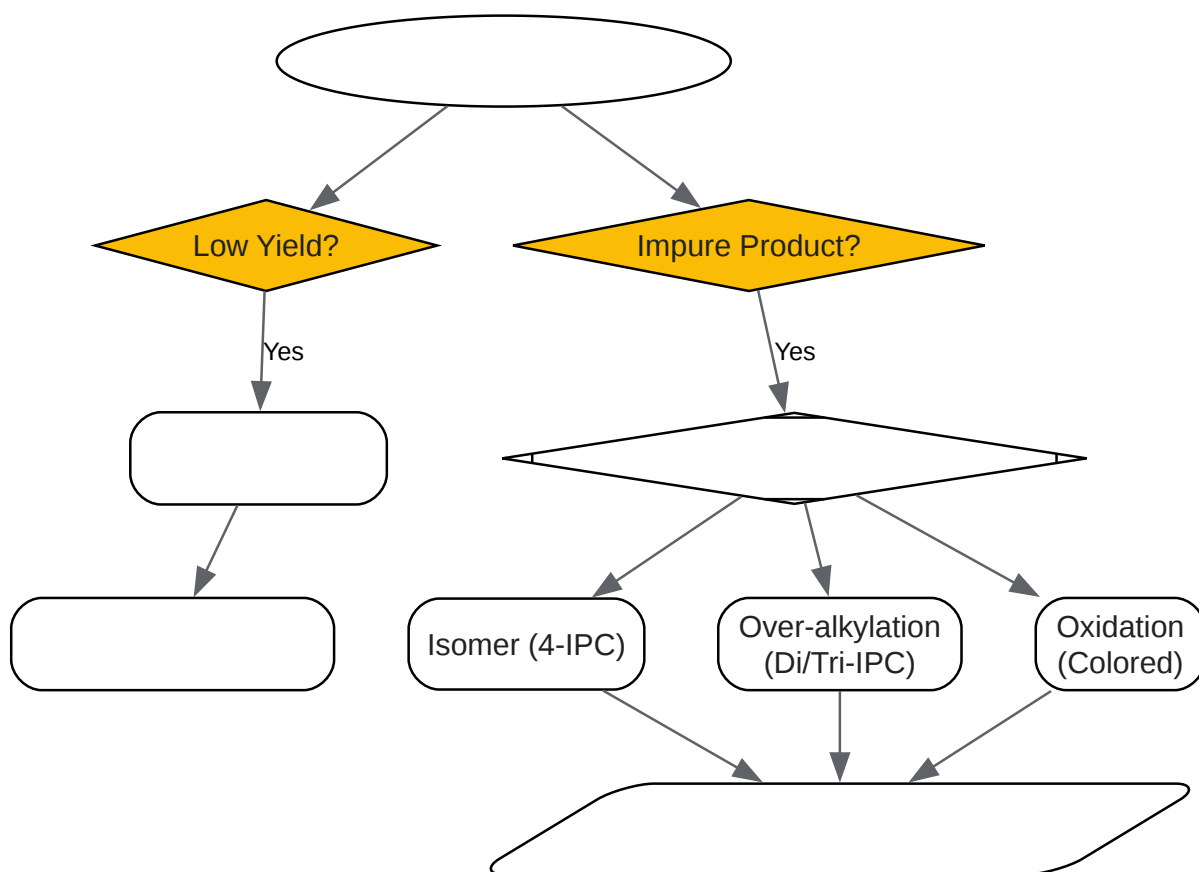 Low Yield?
Impure Product?
Yes
Yes
Isomer (4-IPC)
Over-alkylation
(Di/Tri-IPC)
Oxidation
(Colored)